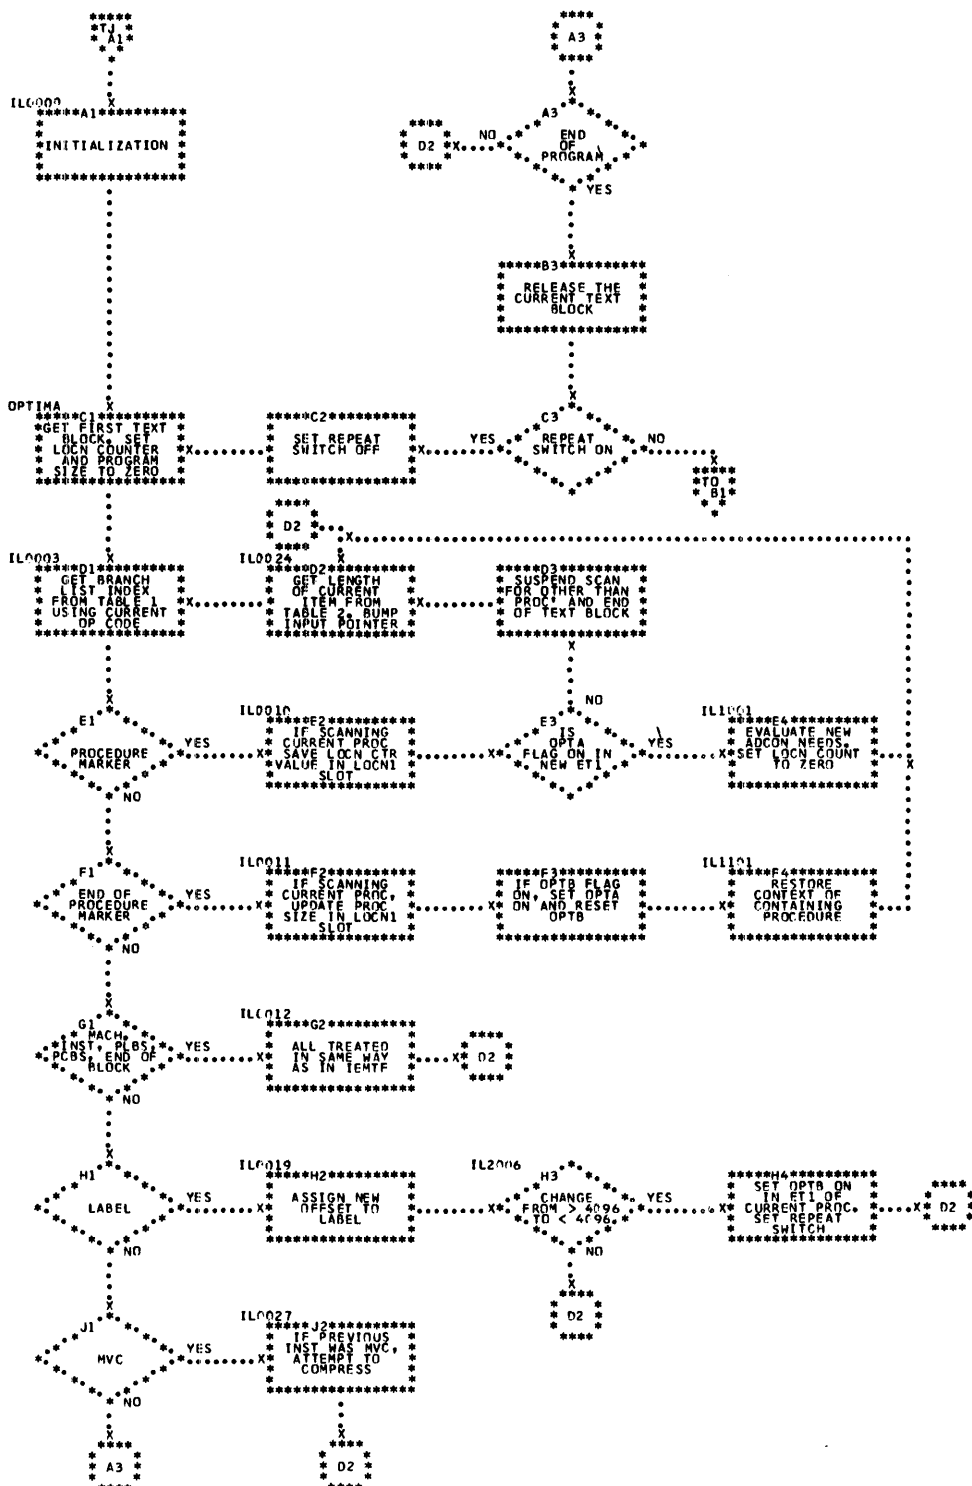 TJ
A1
A3
IL0000
A1
INITIALIZATION
A3
END
OF
PROGRAM
NO
D2
YES
B3
RELEASE THE
CURRENT TEXT
BLOCK
OPTIMA
C1
GET FIRST TEXT
BLOCK, SET
LOCN COUNTER
AND PROGRAM
SIZE TO ZERO
C2
SET REPEAT
SWITCH OFF
YES
C3
REPEAT
SWITCH ON
NO
TO
B1
D2
IL0003
D1
GET BRANCH
LIST INDEX
FROM TABLE 1
USING CURRENT
OP CODE
IL0024
D2
GET LENGTH
OF CURRENT
ITEM FROM
TABLE 2, BUMP
INPUT POINTER
D3
SUSPEND SCAN
FOR OTHER THAN
PROC' AND END
OF TEXT BLOCK
NO
E1
PROCEDURE
MARKER
YES
NO
IL0010
E2
IF SCANNING
CURRENT PROC
SAVE LOCN CTR
VALUE IN LOCN1
SLOT
E3
IS
OPTA
FLAG ON IN
NEW ET1
YES
IL1001
E4
EVALUATE NEW
ADCON NEEDS.
SET LOCN COUNT
TO ZERO
F1
END OF
PROCEDURE
MARKER
YES
NO
IL0011
F2
IF SCANNING
CURRENT PROC,
UPDATE PROC
SIZE IN LOCN1
SLOT
F3
IF OPTB FLAG
ON, SET OPTA
ON AND RESET
OPTB
IL1101
F4
RESTORE
CONTEXT OF
CONTAINING
PROCEDURE
G1
MACH.
INST, PLBS,
PCBS, END OF
BLOCK
YES
NO
IL0012
G2
ALL TREATED
IN SAME WAY
AS IN IEMTF
D2
H1
LABEL
YES
NO
IL0019
H2
ASSIGN NEW
OFFSET TO
LABEL
IL2006
H3
CHANGE
FROM > 4096
TO < 4096.
YES
NO
H4
SET OPTB ON
IN ET1 OF
CURRENT PROC.
SET REPEAT
SWITCH
D2
D2
J1
MVC
YES
NO
IL0027
J2
IF PREVIOUS
INST WAS MVC,
ATTEMPT TO
COMPRESS
A3
D2